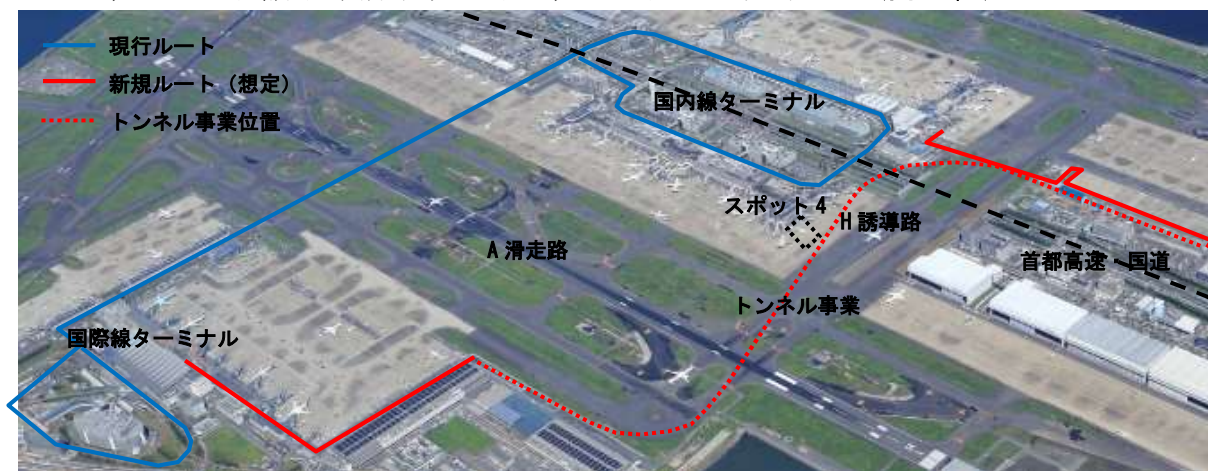 現行ルート
新規ルート（想定）
トンネル事業位置
国内線ターミナル
スポット4
H誘導路
A滑走路
首都高速・国道
トンネル事業
国際線ターミナル